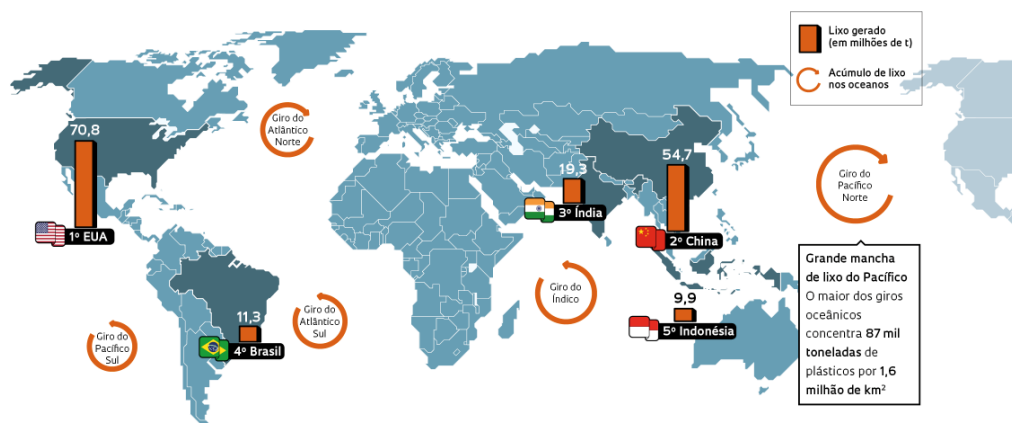 Lixo gerado
(em milhões de t)
Acúmulo de lixo
nos oceanos
70,8
1º EUA
Giro do
Atlântico
Norte
19,3
3º Índia
54,7
2º China
Giro do
Pacífico
Norte
11,3
4º Brasil
Giro do
Pacífico
Sul
Giro do
Atlântico
Sul
Giro do
Índico
9,9
5º Indonésia
Grande mancha
de lixo do Pacífico
O maior dos giros
oceânicos
concentra 87 mil
toneladas de
plásticos por 1,6
milhão de km²